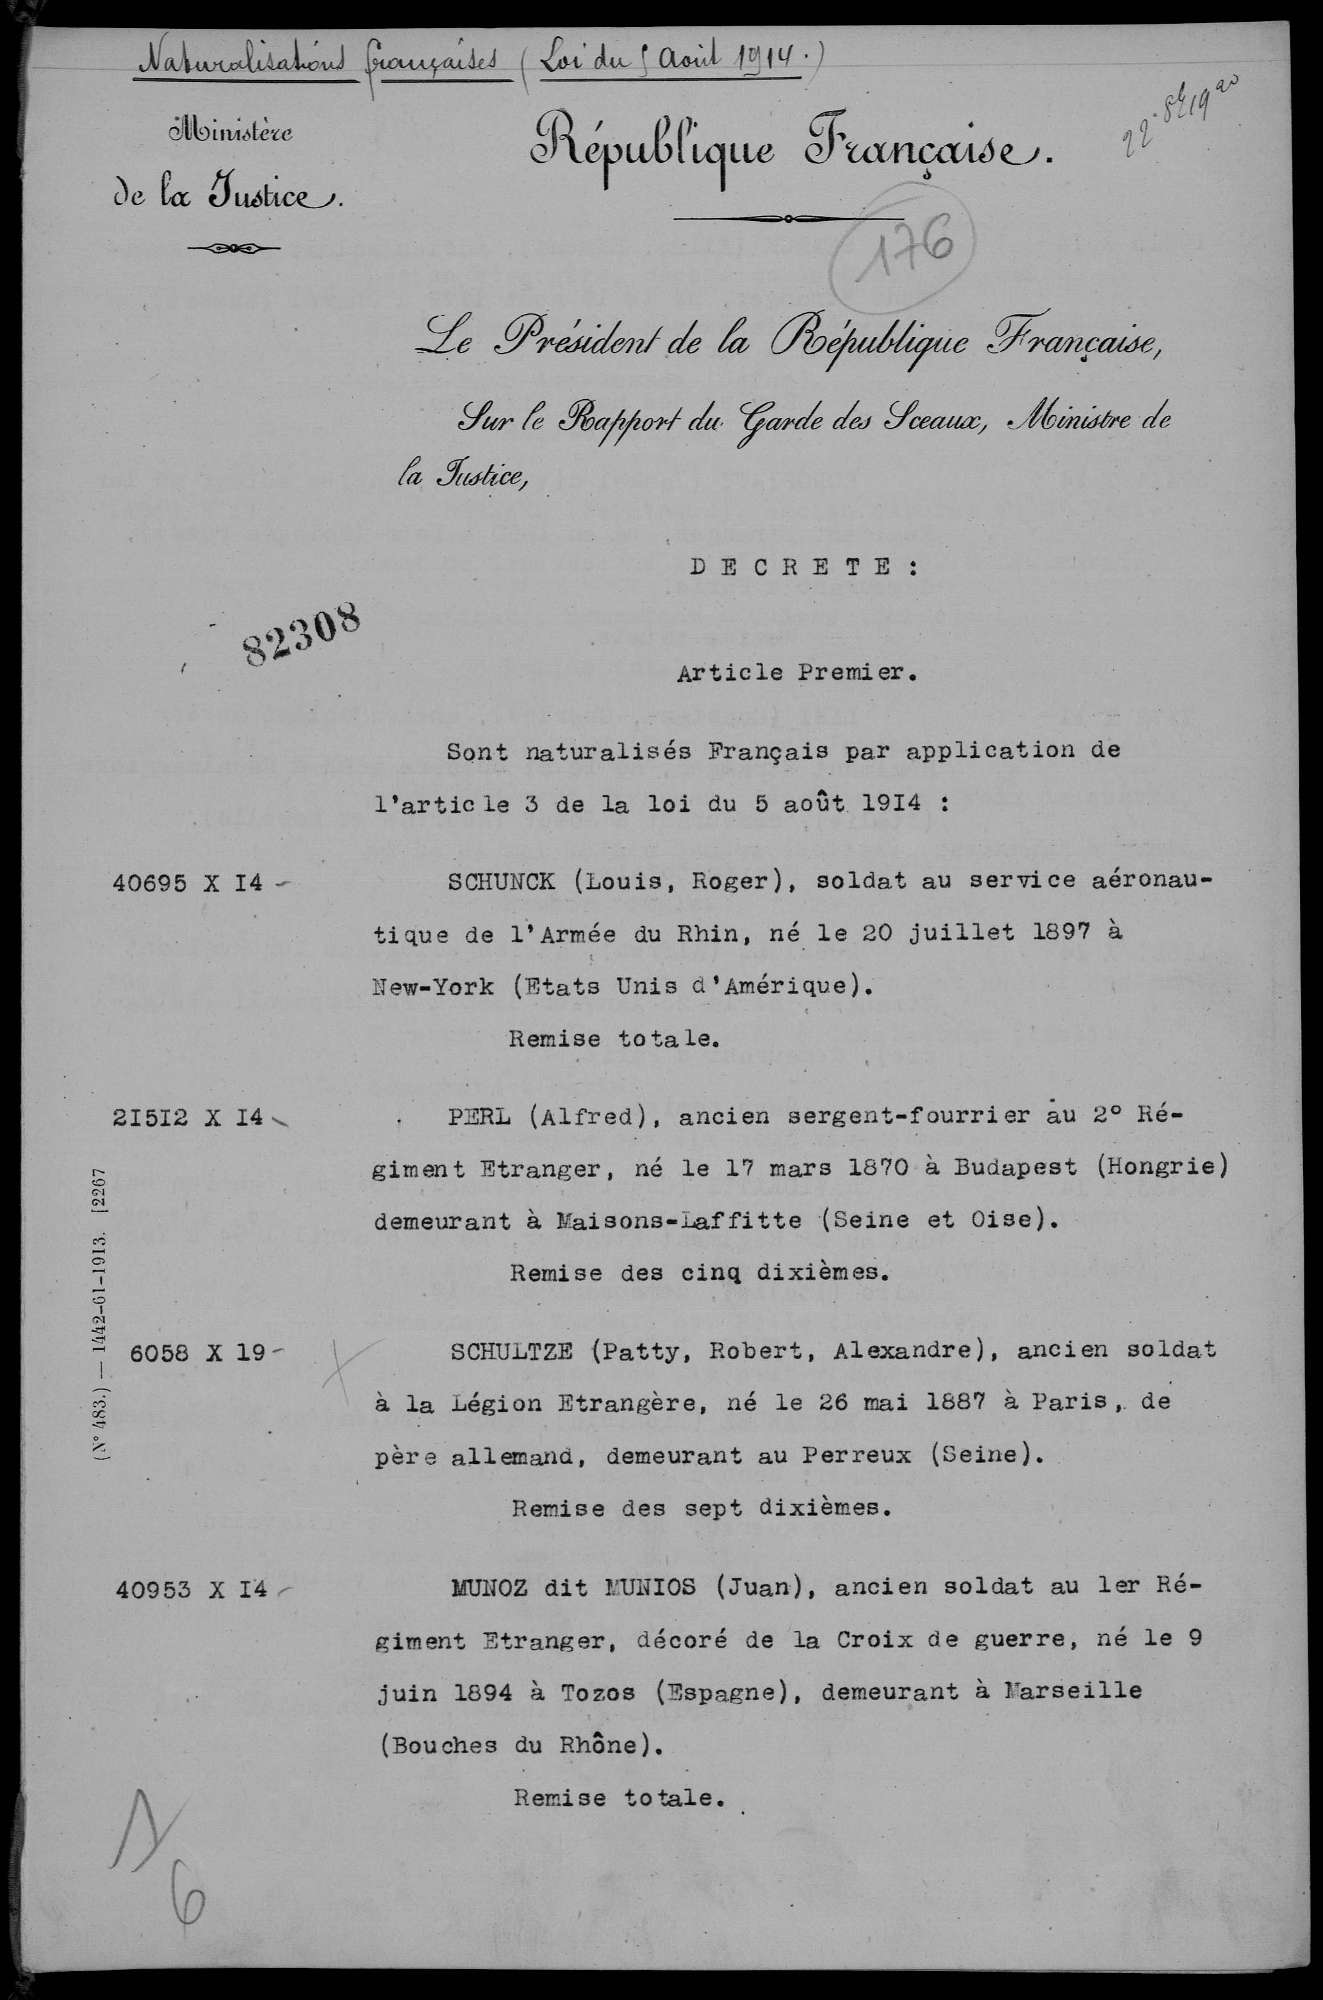 Naturalisations françaises (Loi du 5 Août 1914.)
22 8bre 1920
Ministère
de la Justice.
République Française.
176
Le Président de la République Française,
Sur le Rapport du Garde des Sceaux, Ministre de
la Justice,
D E C R E T E :
82308
Article Premier.
Sont naturalisés Français par application de
l'article 3 de la loi du 5 août 19I4 :
40695 X I4 -
SCHUNCK (Louis, Roger), soldat au service aéronau-
tique de l'Armée du Rhin, né le 20 juillet 1897 à
New-York (Etats Unis d'Amérique).
Remise totale.
2I5I2 X I4
PERL (Alfred), ancien sergent-fourrier au 2° Ré-
giment Etranger, né le 17 mars 1870 à Budapest (Hongrie)
demeurant à Maisons-Laffitte (Seine et Oise).
Remise des cinq dixièmes.
6058 X 19 -
SCHULTZE (Patty, Robert, Alexandre), ancien soldat
à la Légion Etrangère, né le 26 mai 1887 à Paris, de
père allemand, demeurant au Perreux (Seine).
Remise des sept dixièmes.
40953 X I4 -
MUNOZ dit MUNIOS (Juan), ancien soldat au 1er Ré-
giment Etranger, décoré de la Croix de guerre, né le 9
juin 1894 à Tozos (Espagne), demeurant à Marseille
(Bouches du Rhône).
Remise totale.
(N° 483.) — 1442-61-1913. [2267
6